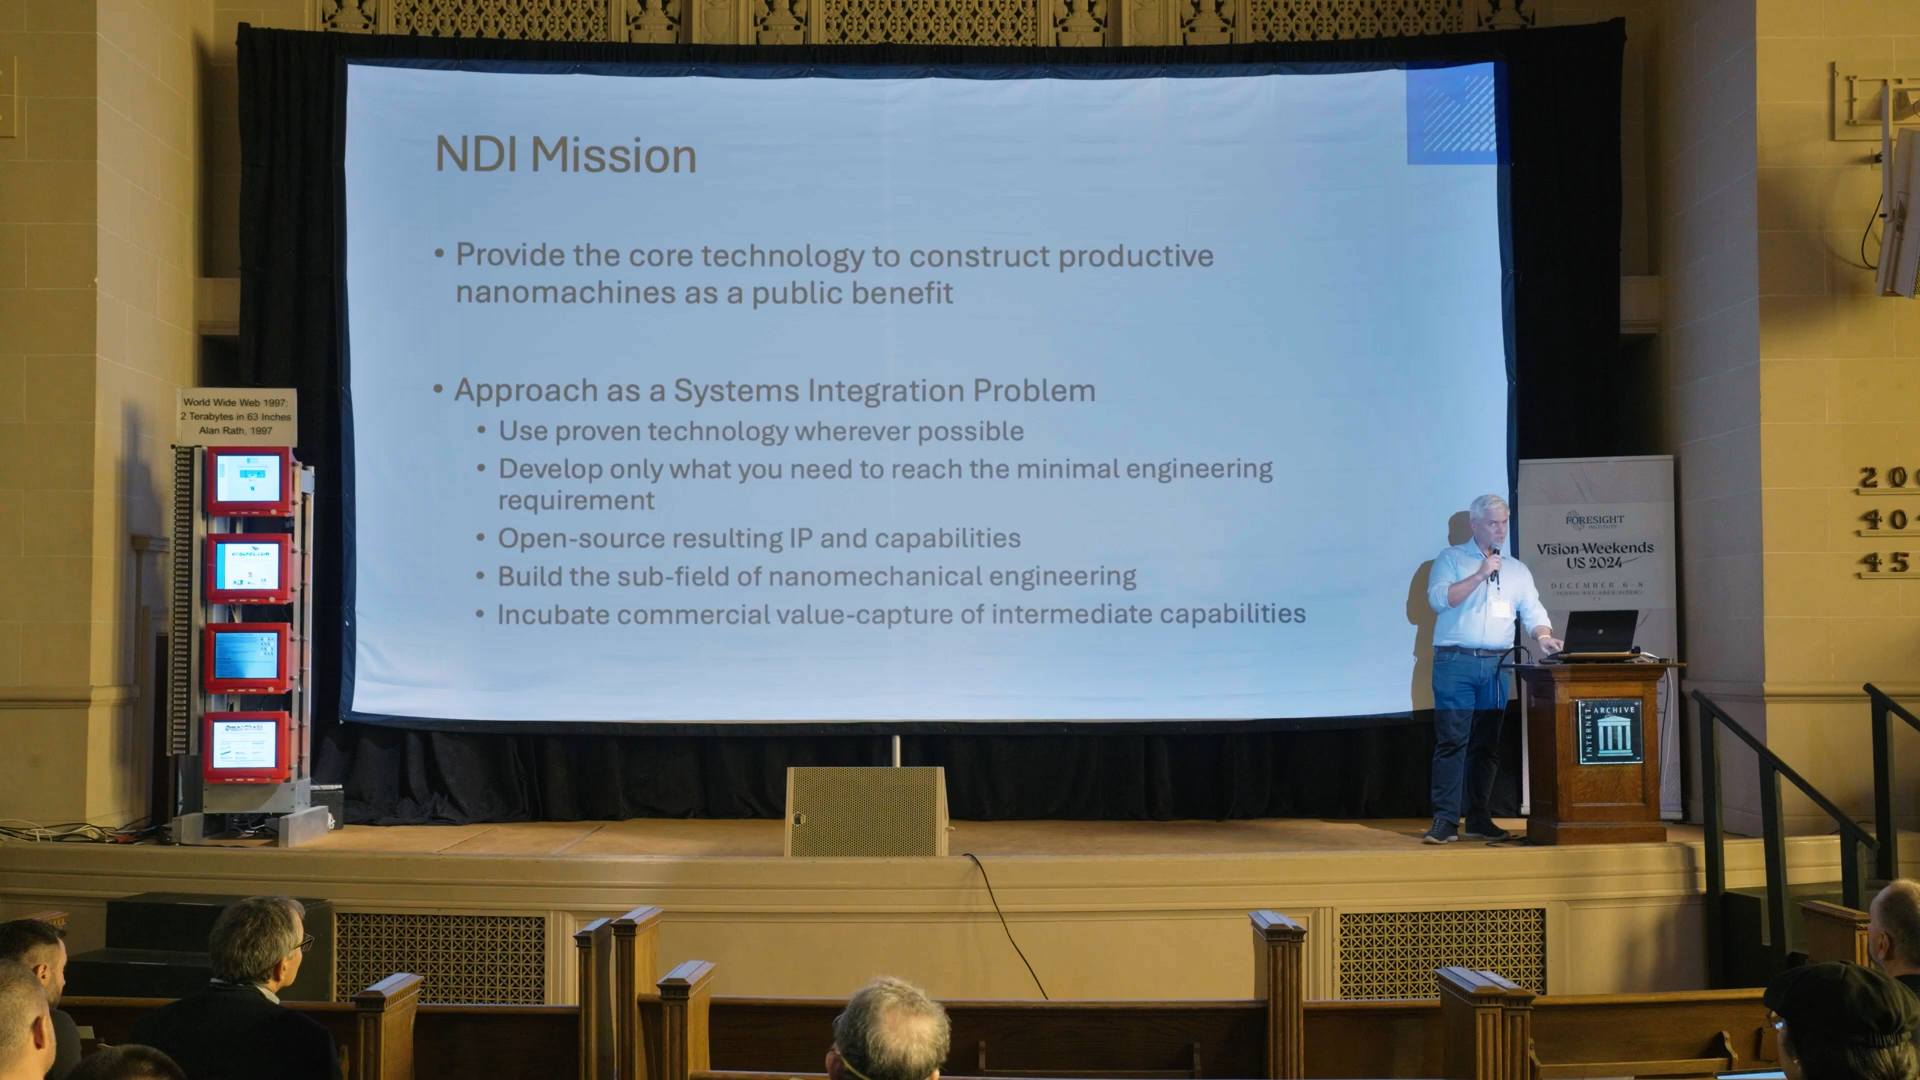 NDI Mission
• Provide the core technology to construct productive
nanomachines as a public benefit
• Approach as a Systems Integration Problem
• Use proven technology wherever possible
• Develop only what you need to reach the minimal engineering
requirement
• Open-source resulting IP and capabilities
• Build the sub-field of nanomechanical engineering
• Incubate commercial value-capture of intermediate capabilities
World Wide Web 1997:
2 Terabytes in 63 Inches
Alan Rath, 1997
FORESIGHT
INSTITUTE
Vision Weekends
US 2024
DECEMBER 6-8
INTERNET
ARCHIVE
40
45